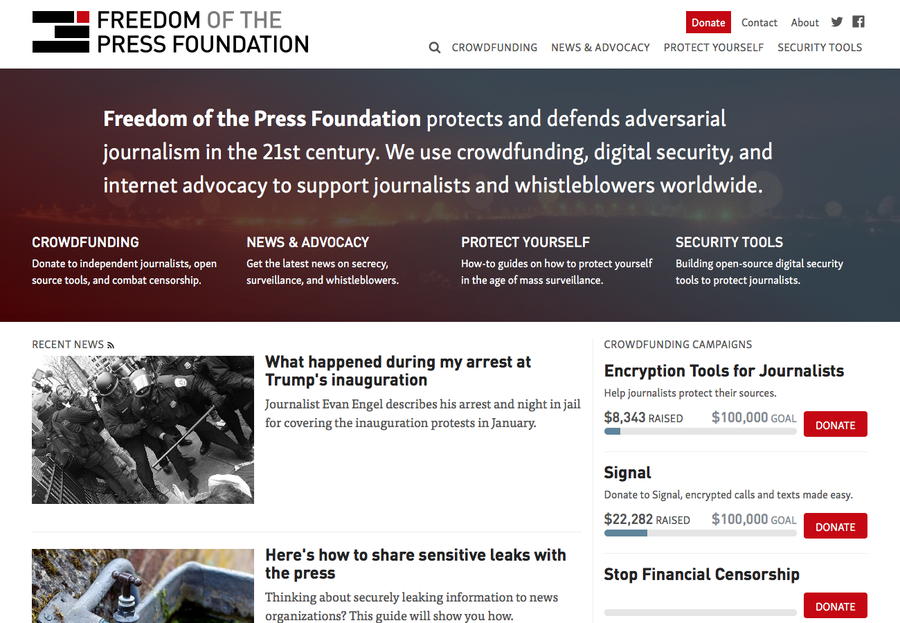 FREEDOM OF THE
PRESS FOUNDATION
Donate Contact About
CROWDFUNDING NEWS & ADVOCACY PROTECT YOURSELF SECURITY TOOLS
Freedom of the Press Foundation protects and defends adversarial
journalism in the 21st century. We use crowdfunding, digital security, and
internet advocacy to support journalists and whistleblowers worldwide.
CROWDFUNDING
Donate to independent journalists, open
source tools, and combat censorship.
NEWS & ADVOCACY
Get the latest news on secrecy,
surveillance, and whistleblowers.
PROTECT YOURSELF
How-to guides on how to protect yourself
in the age of mass surveillance.
SECURITY TOOLS
Building open-source digital security
tools to protect journalists.
RECENT NEWS
What happened during my arrest at
Trump's inauguration
Journalist Evan Engel describes his arrest and night in jail
for covering the inauguration protests in January.
Here's how to share sensitive leaks with
the press
Thinking about securely leaking information to news
organizations? This guide will show you how.
CROWDFUNDING CAMPAIGNS
Encryption Tools for Journalists
Help journalists protect their sources.
$8,343 RAISED $100,000 GOAL
DONATE
Signal
Donate to Signal, encrypted calls and texts made easy.
$22,282 RAISED $100,000 GOAL
DONATE
Stop Financial Censorship
DONATE